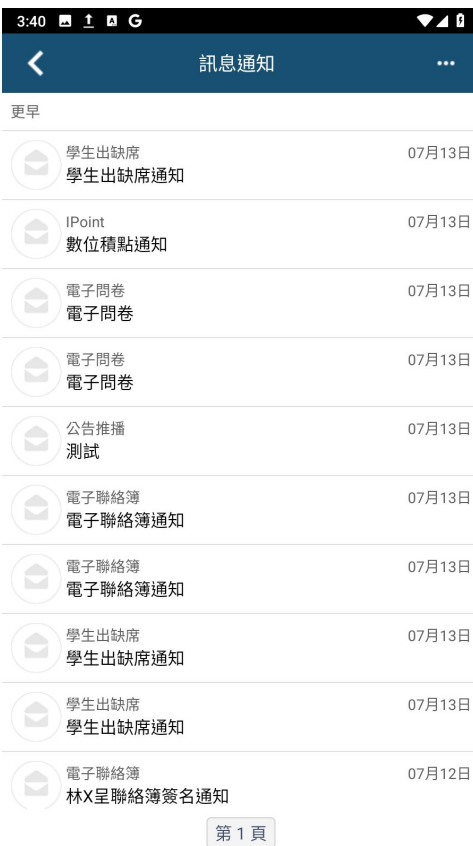 3:40
訊息通知
更早
學生出缺席 07月13日
學生出缺席通知
IPoint 07月13日
數位積點通知
電子問卷 07月13日
電子問卷
電子問卷 07月13日
電子問卷
公告推播 07月13日
測試
電子聯絡簿 07月13日
電子聯絡簿通知
電子聯絡簿 07月13日
電子聯絡簿通知
學生出缺席 07月13日
學生出缺席通知
學生出缺席 07月13日
學生出缺席通知
電子聯絡簿 07月12日
林X呈聯絡簿簽名通知
第 1 頁